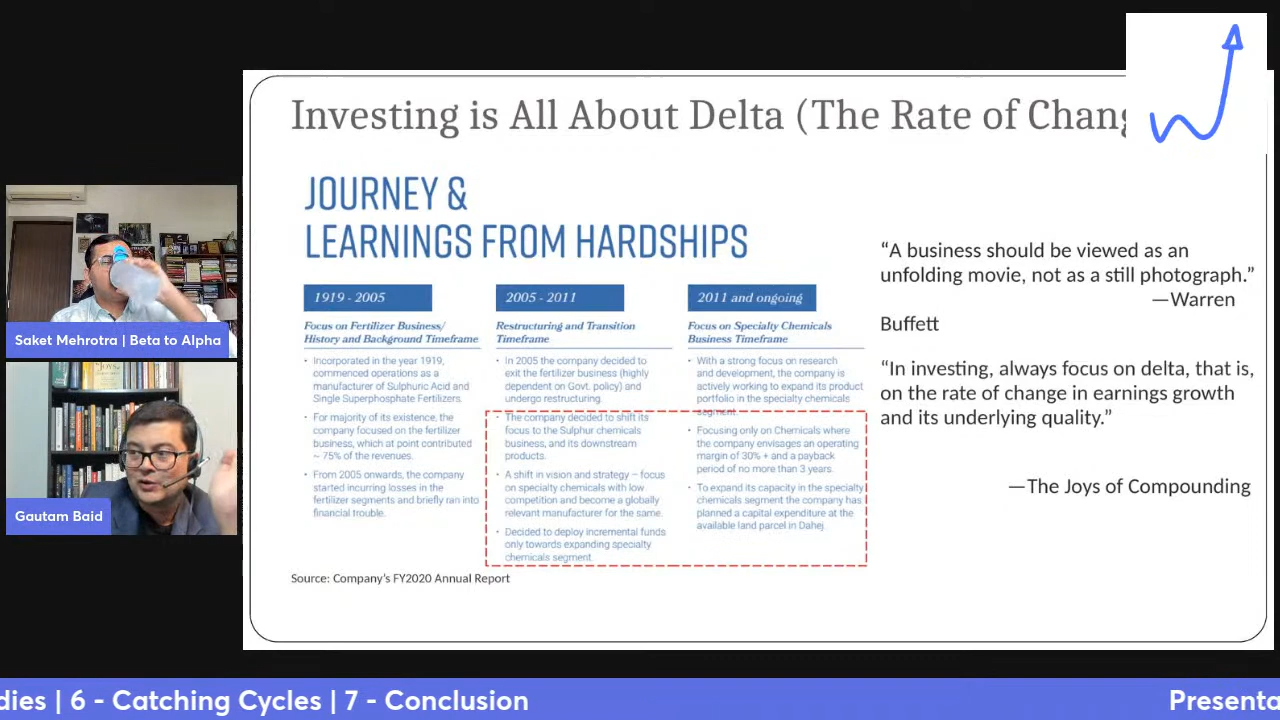 Investing is All About Delta (The Rate of Chang
JOURNEY &
LEARNINGS FROM HARDSHIPS
1919 - 2005
Focus on Fertilizer Business/
History and Background Timeframe
• Incorporated in the year 1919,
commenced operations as a
manufacturer of Sulphuric Acid and
Single Superphosphate Fertilizers.
• For majority of its existence, the
company focused on the fertilizer
business, which at point contributed
~ 75% of the revenues.
• From 2005 onwards, the company
started incurring losses in the
fertilizer segments and briefly ran into
financial trouble.
2005 - 2011
Restructuring and Transition
Timeframe
• In 2005 the company decided to
exit the fertilizer business (highly
dependent on Govt. policy) and
undergo restructuring.
• The company decided to shift its
focus to the Sulphur chemicals
business, and its downstream
products.
• A shift in vision and strategy – focus
on specialty chemicals with low
competition and become a globally
relevant manufacturer for the same.
• Decided to deploy incremental funds
only towards expanding specialty
chemicals segment.
2011 and ongoing
Focus on Specialty Chemicals
Business Timeframe
• With a strong focus on research
and development, the company is
actively working to expand its product
portfolio in the specialty chemicals
segment.
• Focusing only on Chemicals where
the company envisages an operating
margin of 30% + and a payback
period of no more than 3 years.
• To expand its capacity in the specialty
chemicals segment the company has
planned a capital expenditure at the
available land parcel in Dahej.
Source: Company's FY2020 Annual Report
“A business should be viewed as an
unfolding movie, not as a still photograph.”
—Warren
Buffett
“In investing, always focus on delta, that is,
on the rate of change in earnings growth
and its underlying quality.”
—The Joys of Compounding
Saket Mehrotra | Beta to Alpha
Gautam Baid
dies | 6 - Catching Cycles | 7 - Conclusion
Presenta